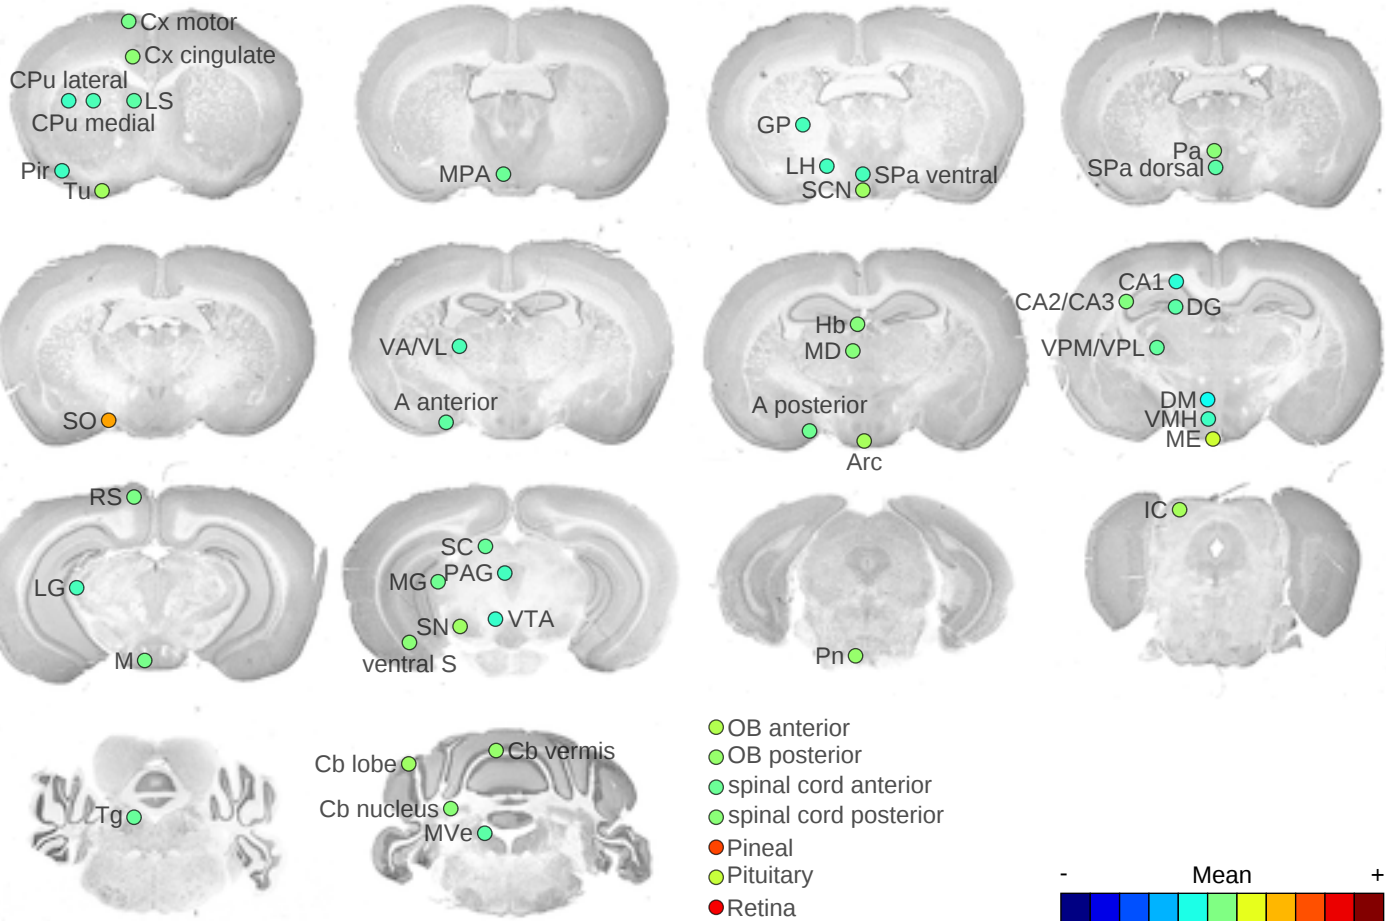 Cx motor
Cx cingulate
CPu lateral
LS
CPu medial
Pir
Tu
MPA
GP
LH
SPa ventral
SCN
Pa
SPa dorsal
SO
VA/VL
A anterior
Hb
MD
A posterior
Arc
CA1
CA2/CA3
DG
VPM/VPL
DM
VMH
ME
RS
LG
M
SC
MG
PAG
SN
VTA
ventral S
Pn
IC
Tg
Cb vermis
Cb lobe
Cb nucleus
MVe
OB anterior
OB posterior
spinal cord anterior
spinal cord posterior
Pineal
Pituitary
Retina
- Mean +